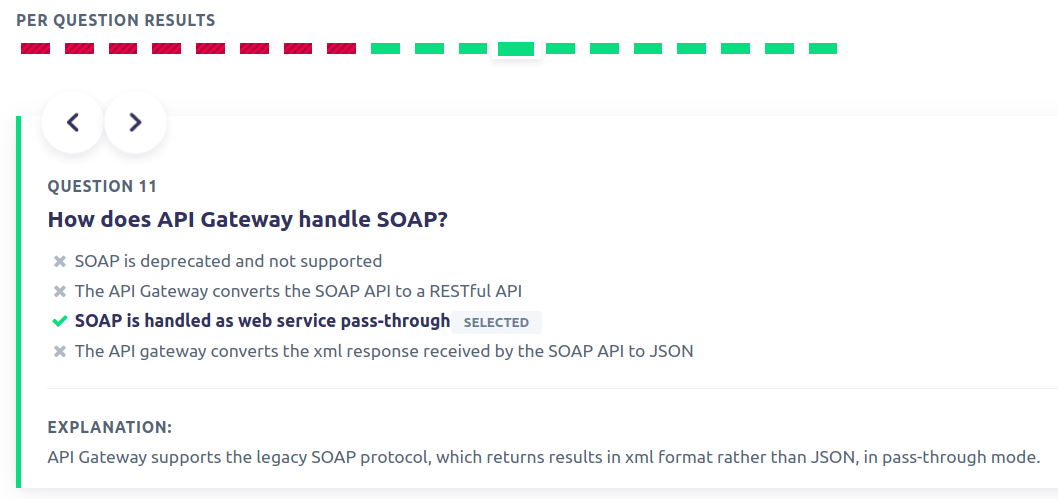 PER QUESTION RESULTS
QUESTION 11
How does API Gateway handle SOAP?
SOAP is deprecated and not supported
The API Gateway converts the SOAP API to a RESTful API
SOAP is handled as web service pass-through SELECTED
The API gateway converts the xml response received by the SOAP API to JSON
EXPLANATION:
API Gateway supports the legacy SOAP protocol, which returns results in xml format rather than JSON, in pass-through mode.